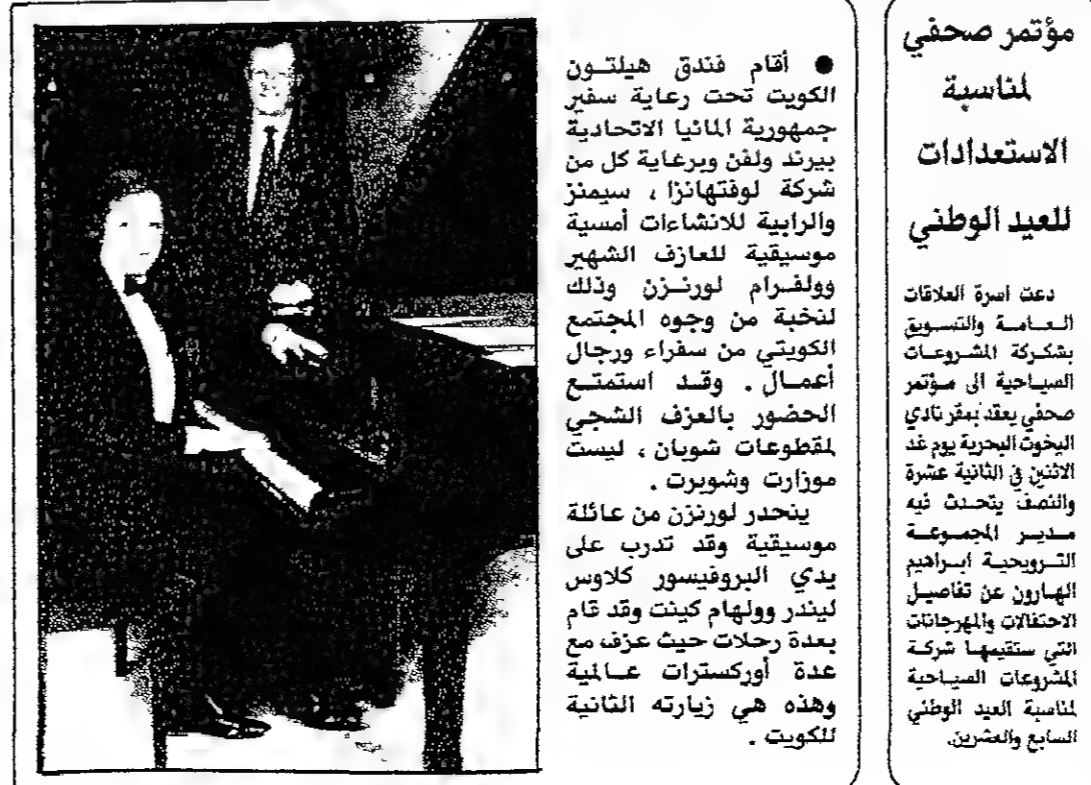 مؤتمر صحفي
لمناسبة
الاستعدادات
للعيد الوطني
دعت اسرة العلاقات
العامة والتسويق
بشكركة المشروعات
السياحية الى مؤتمر
صحفي يعقد بمقر نادي
اليخوت البحرية يوم غد
الاثنين في الثانية عشرة
والنصف يتحدث فيه
مدير المجموعة
الترويحية ابراهيم
الهارون عن تفاصيل
الاحتفالات والمهرجانات
التي ستقيمها شركة
المشروعات السياحية
لمناسبة العيد الوطني
السابع والعشرين.
● أقام فندق هيلتون
الكويت تحت رعاية سفير
جمهورية المانيا الاتحادية
بيرند ولفن وبرعاية كل من
شركة لوفتهانزا ، سيمنز
والرابية للانشاءات أمسية
موسيقية للعازف الشهير
وولفرام لورنزن وذلك
لنخبة من وجوه المجتمع
الكويتي من سفراء ورجال
أعمال . وقد استمتع
الحضور بالعزف الشجي
لمقطوعات شوبان ، ليست
موزارت وشوبرت .
ينحدر لورنزن من عائلة
موسيقية وقد تدرب على
يدي البروفيسور كلاوس
ليندر وولهام كينت وقد قام
بعدة رحلات حيث عزف مع
عدة أوركسترات عالمية
وهذه هي زيارته الثانية
للكويت .